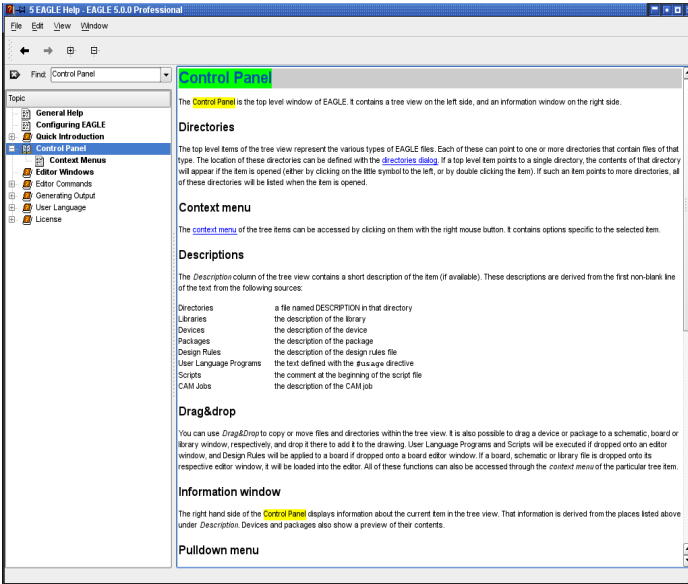 5 EAGLE Help - EAGLE 5.0.0 Professional
File Edit View Window
Find: Control Panel
Topic
General Help
Configuring EAGLE
Quick Introduction
Control Panel
Context Menus
Editor Windows
Editor Commands
Generating Output
User Language
License
Control Panel
The Control Panel is the top level window of EAGLE. It contains a tree view on the left side, and an information window on the right side.
Directories
The top level items of the tree view represent the various types of EAGLE files. Each of these can point to one or more directories that contain files of that
type. The location of these directories can be defined with the directories dialog. If a top level item points to a single directory, the contents of that directory
will appear if the item is opened (either by clicking on the little symbol to the left, or by double clicking the item). If such an item points to more directories, all
of these directories will be listed when the item is opened.
Context menu
The context menu of the tree items can be accessed by clicking on them with the right mouse button. It contains options specific to the selected item.
Descriptions
The Description column of the tree view contains a short description of the item (if available). These descriptions are derived from the first non-blank line
of the text from the following sources:
Directories a file named DESCRIPTION in that directory
Libraries the description of the library
Devices the description of the device
Packages the description of the package
Design Rules the description of the design rules file
User Language Programs the text defined with the #usage directive
Scripts the comment at the beginning of the script file
CAM Jobs the description of the CAM job
Drag&drop
You can use Drag&Drop to copy or move files and directories within the tree view. It is also possible to drag a device or package to a schematic, board or
library window, respectively, and drop it there to add it to the drawing. User Language Programs and Scripts will be executed if dropped onto an editor
window, and Design Rules will be applied to a board if dropped onto a board editor window. If a board, schematic or library file is dropped onto its
respective editor window, it will be loaded into the editor. All of these functions can also be accessed through the context menu of the particular tree item.
Information window
The right hand side of the Control Panel displays information about the current item in the tree view. That information is derived from the places listed above
under Description. Devices and packages also show a preview of their contents.
Pulldown menu